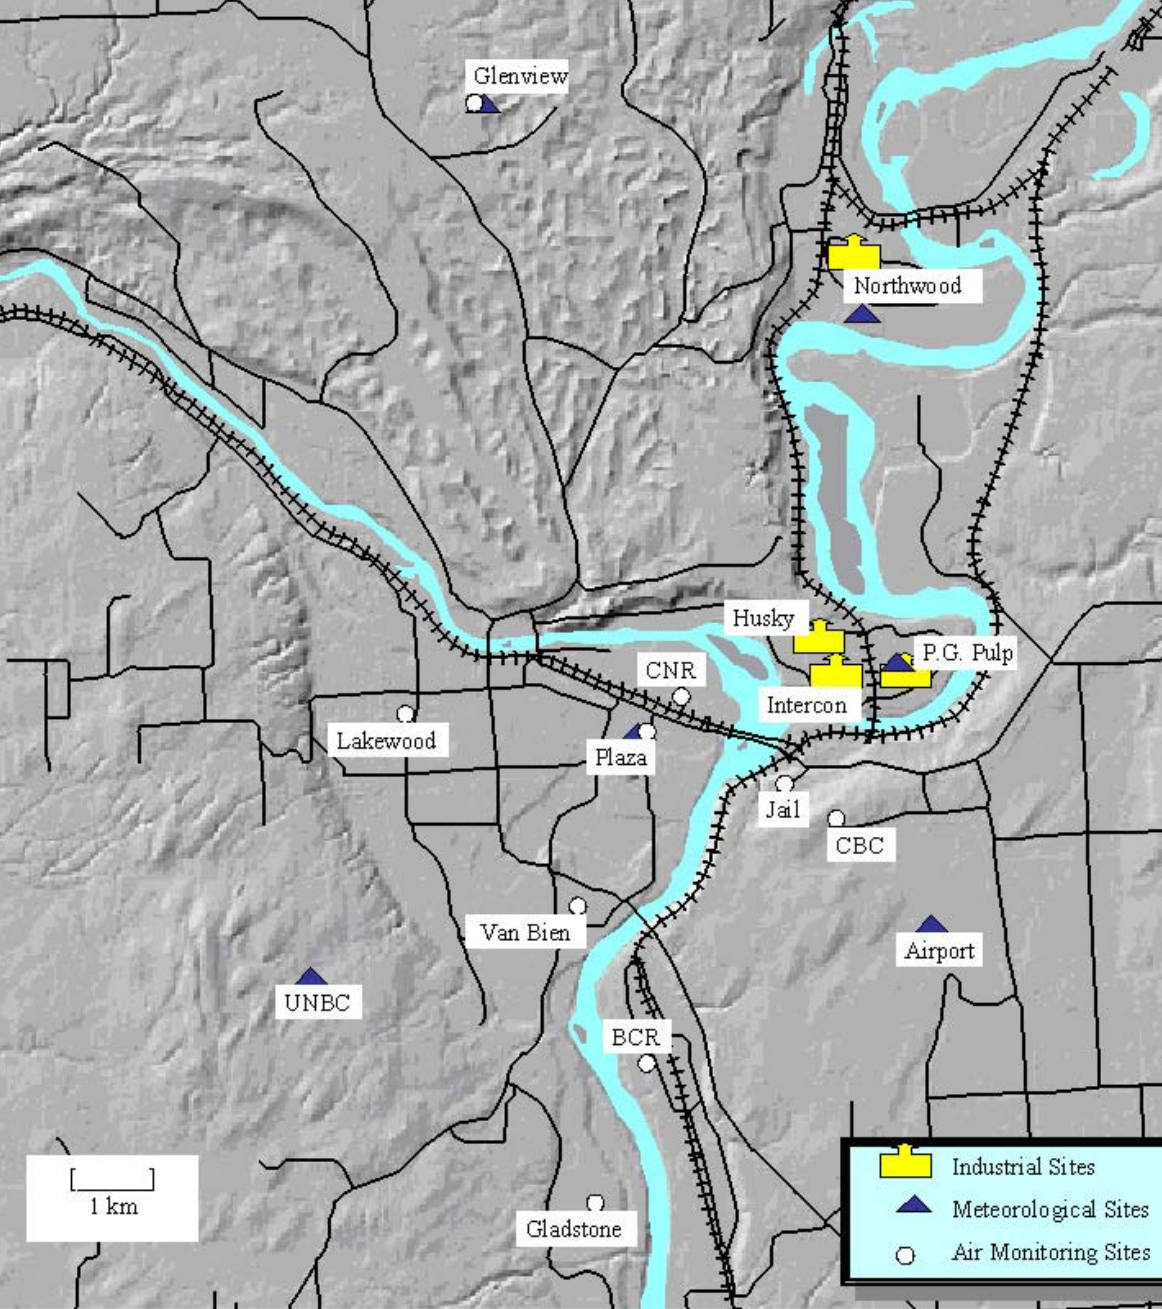 Glenview
Northwood
Husky
P.G. Pulp
CNR
Intercon
Lakewood
Plaza
Jail
CBC
Van Bien
Airport
UNBC
BCR
Industrial Sites
1 km
Meteorological Sites
Gladstone
Air Monitoring Sites